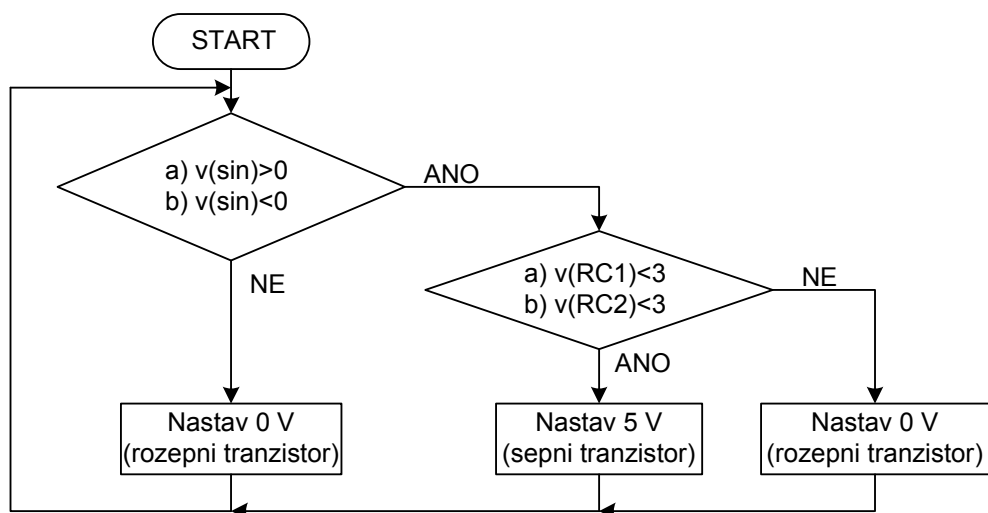 START
a) v(sin)>0
b) v(sin)<0
ANO
NE
a) v(RC1)<3
b) v(RC2)<3
NE
ANO
Nastav 0 V
(rozepni tranzistor)
Nastav 5 V
(sepni tranzistor)
Nastav 0 V
(rozepni tranzistor)